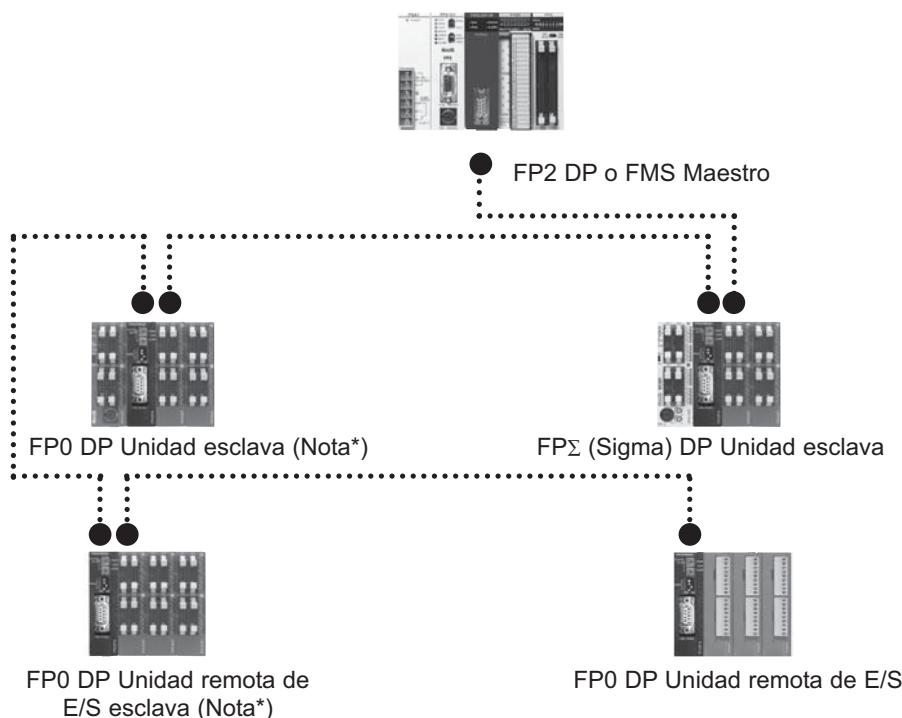 FP2 DP o FMS Maestro
FP0 DP Unidad esclava (Nota*)
FPΣ (Sigma) DP Unidad esclava
FP0 DP Unidad remota de
E/S esclava (Nota*)
FP0 DP Unidad remota de E/S